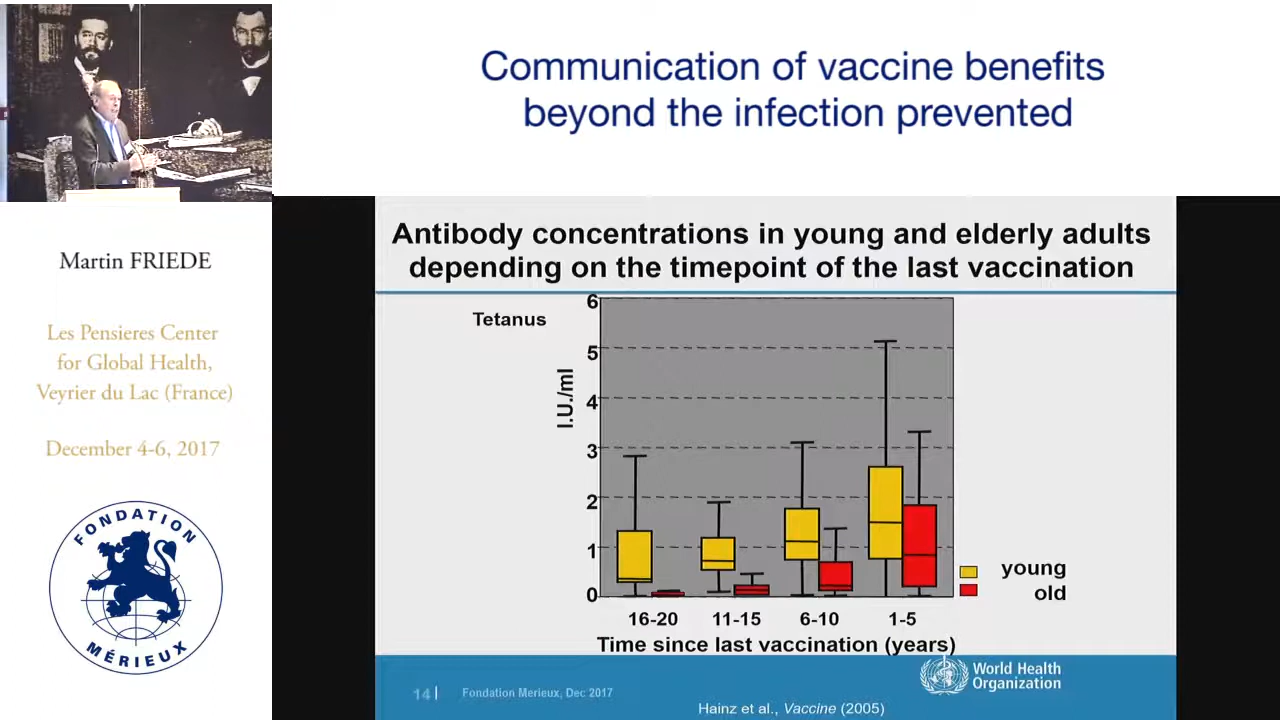 Communication of vaccine benefits
beyond the infection prevented
Martin FRIEDE
Les Pensieres Center
for Global Health,
Veyrier du Lac (France)
December 4-6, 2017
FONDATION
MÉRIEUX
Antibody concentrations in young and elderly adults
depending on the timepoint of the last vaccination
Tetanus
I.U./ml
6
5
4
3
2
1
0
16-20 11-15 6-10 1-5
Time since last vaccination (years)
young
old
14 | Fondation Merieux, Dec 2017
World Health
Organization
Hainz et al., Vaccine (2005)